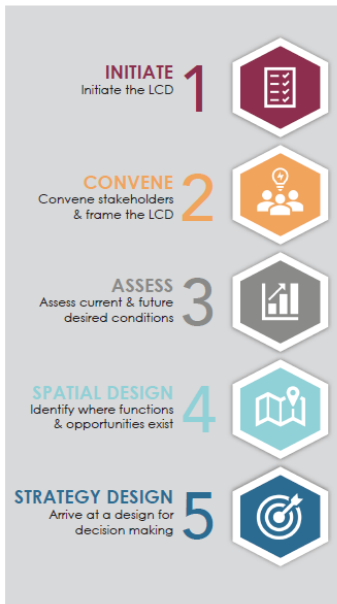 INITIATE
Initiate the LCD
1
CONVENE
Convene stakeholders
& frame the LCD
2
ASSESS
Assess current & future
desired conditions
3
SPATIAL DESIGN
Identify where functions
& opportunities exist
4
STRATEGY DESIGN
Arrive at a design for
decision making
5